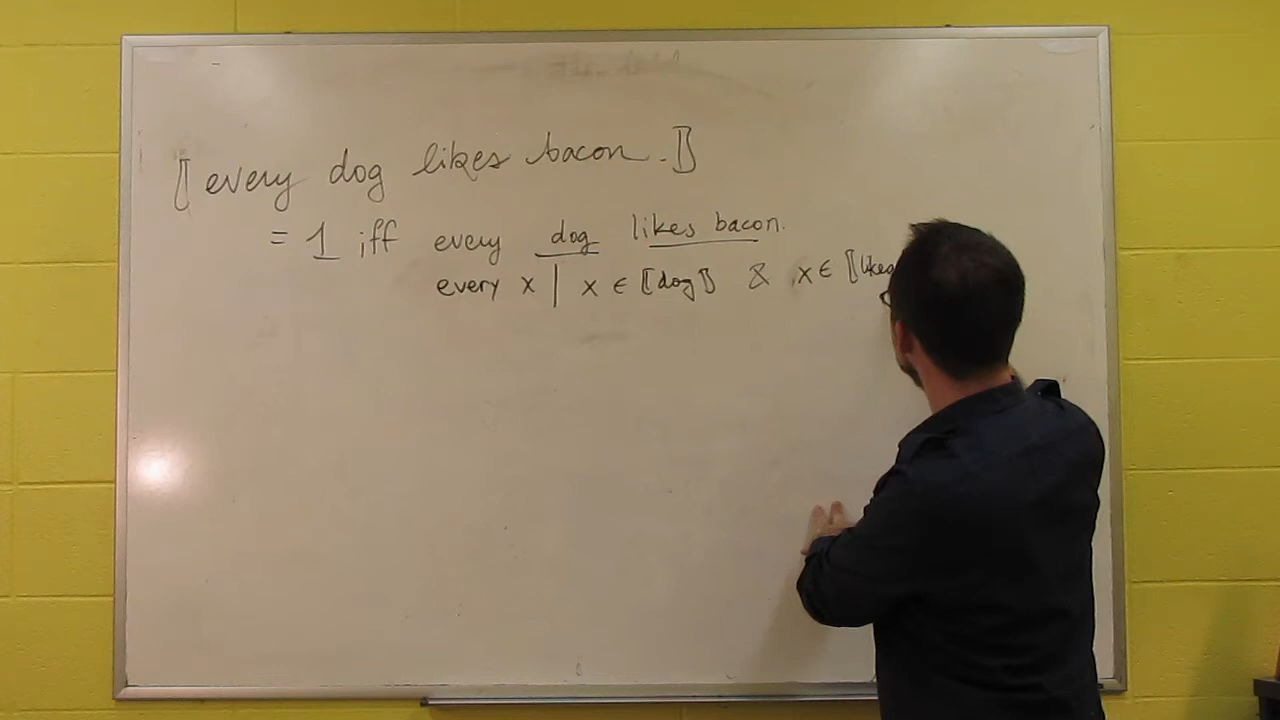 ⟦every dog likes bacon.⟧
= 1 iff every dog likes bacon.
every x | x ∈ ⟦dog⟧ & x ∈ ⟦likes